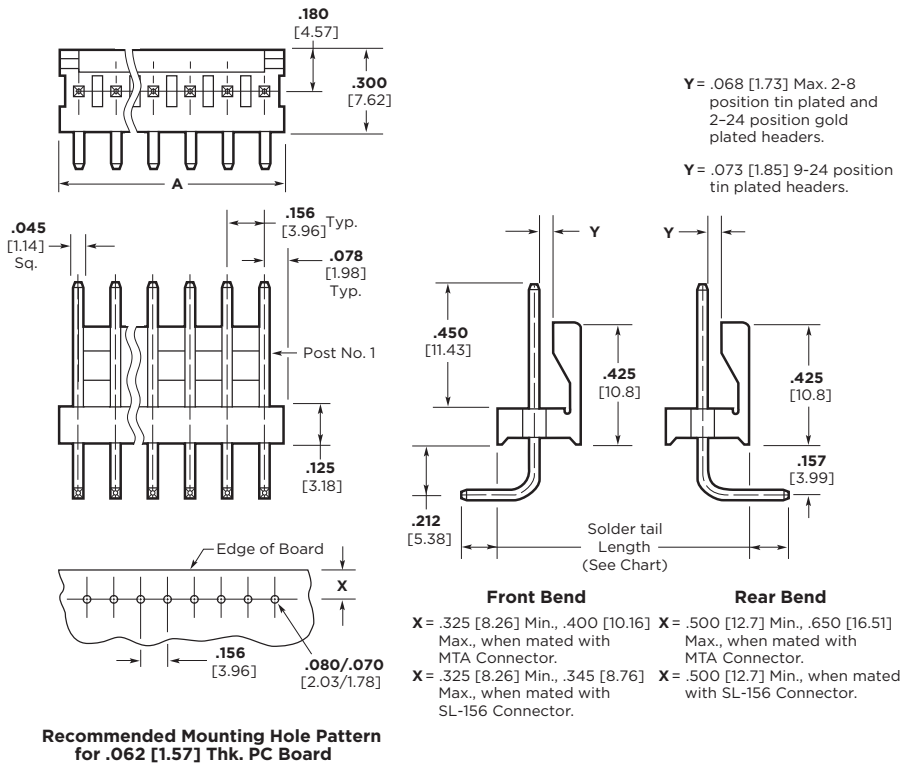 .180
[4.57]
.300
[7.62]
A
Y = .068 [1.73] Max. 2-8
position tin plated and
2–24 position gold
plated headers.
Y = .073 [1.85] 9-24 position
tin plated headers.
.045
[1.14]
Sq.
.156
[3.96]
Typ.
.078
[1.98]
Typ.
Post No. 1
.125
[3.18]
Y
Y
.450
[11.43]
.425
[10.8]
.425
[10.8]
.157
[3.99]
.212
[5.38]
Solder tail
Length
(See Chart)
Edge of Board
X
.156
[3.96]
.080/.070
[2.03/1.78]
Recommended Mounting Hole Pattern
for .062 [1.57] Thk. PC Board
Front Bend
X = .325 [8.26] Min., .400 [10.16]
Max., when mated with
MTA Connector.
X = .325 [8.26] Min., .345 [8.76]
Max., when mated with
SL-156 Connector.
Rear Bend
X = .500 [12.7] Min., .650 [16.51]
Max., when mated with
MTA Connector.
X = .500 [12.7] Min., when mated
with SL-156 Connector.